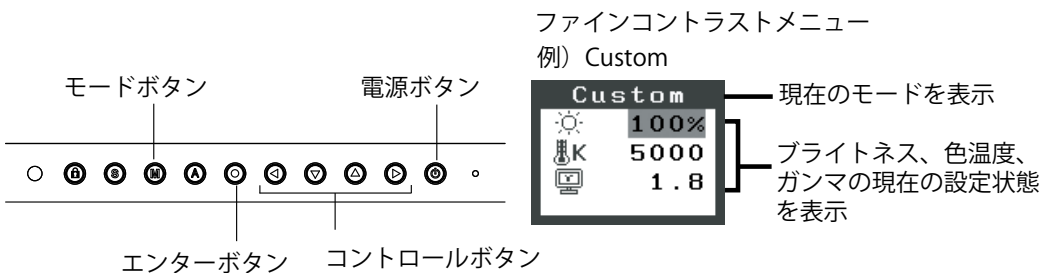 ファインコントラストメニュー
例）Custom
モードボタン
電源ボタン
Custom
現在のモードを表示
100%
K 5000
1.8
ブライトネス、色温度、
ガンマの現在の設定状態
を表示
S M A
エンターボタン
コントロールボタン